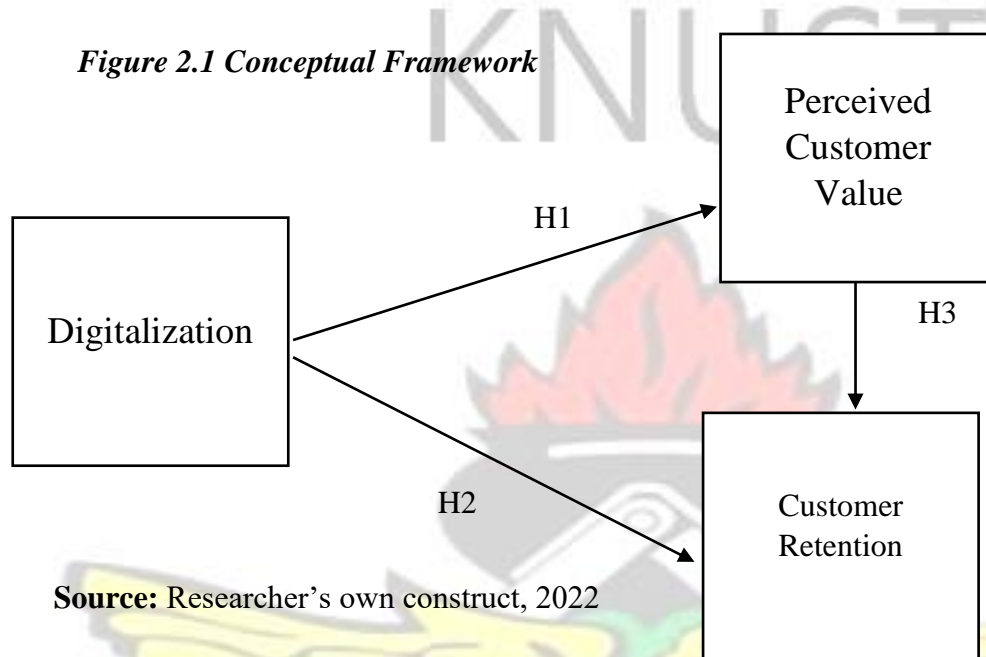 KNUST
Figure 2.1 Conceptual Framework
Perceived
Customer
Value
H1
Digitalization
H3
H2
Customer
Retention
Source: Researcher’s own construct, 2022